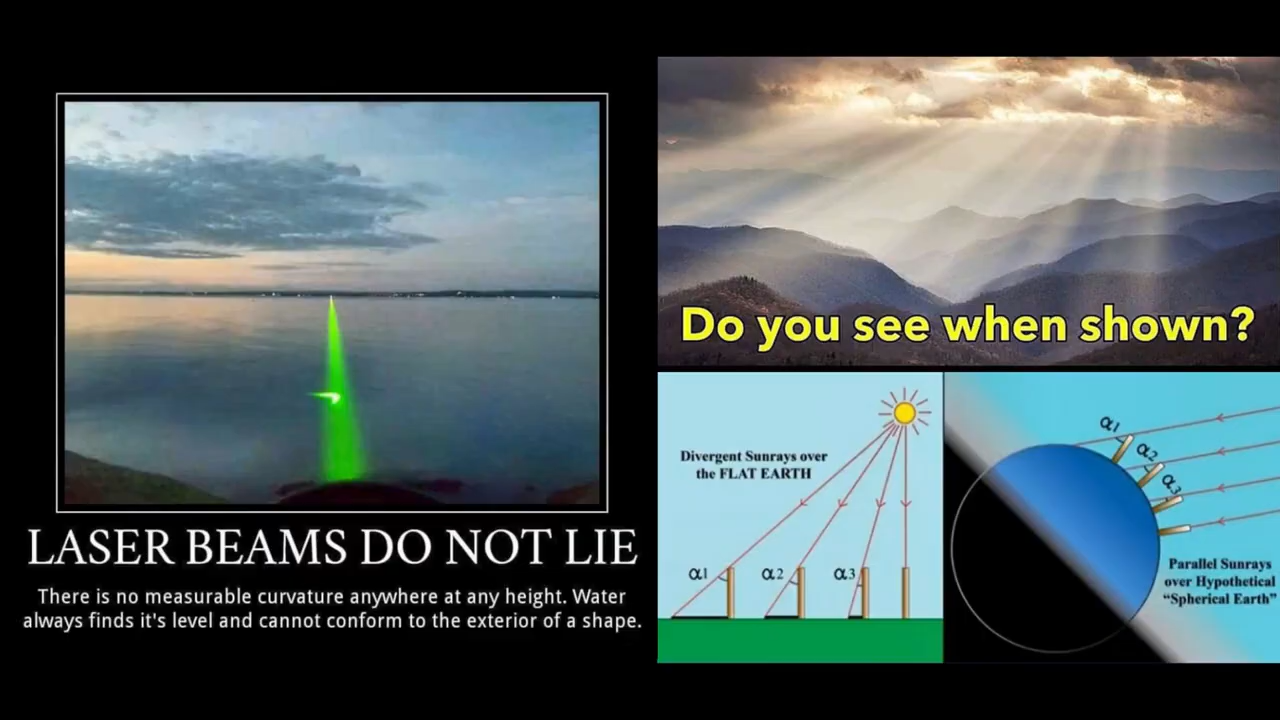 LASER BEAMS DO NOT LIE
There is no measurable curvature anywhere at any height. Water
always finds it's level and cannot conform to the exterior of a shape.
Do you see when shown?
Divergent Sunrays over
the FLAT EARTH
α1
α2
α3
α1
α2
α3
Parallel Sunrays
over Hypothetical
“Spherical Earth”